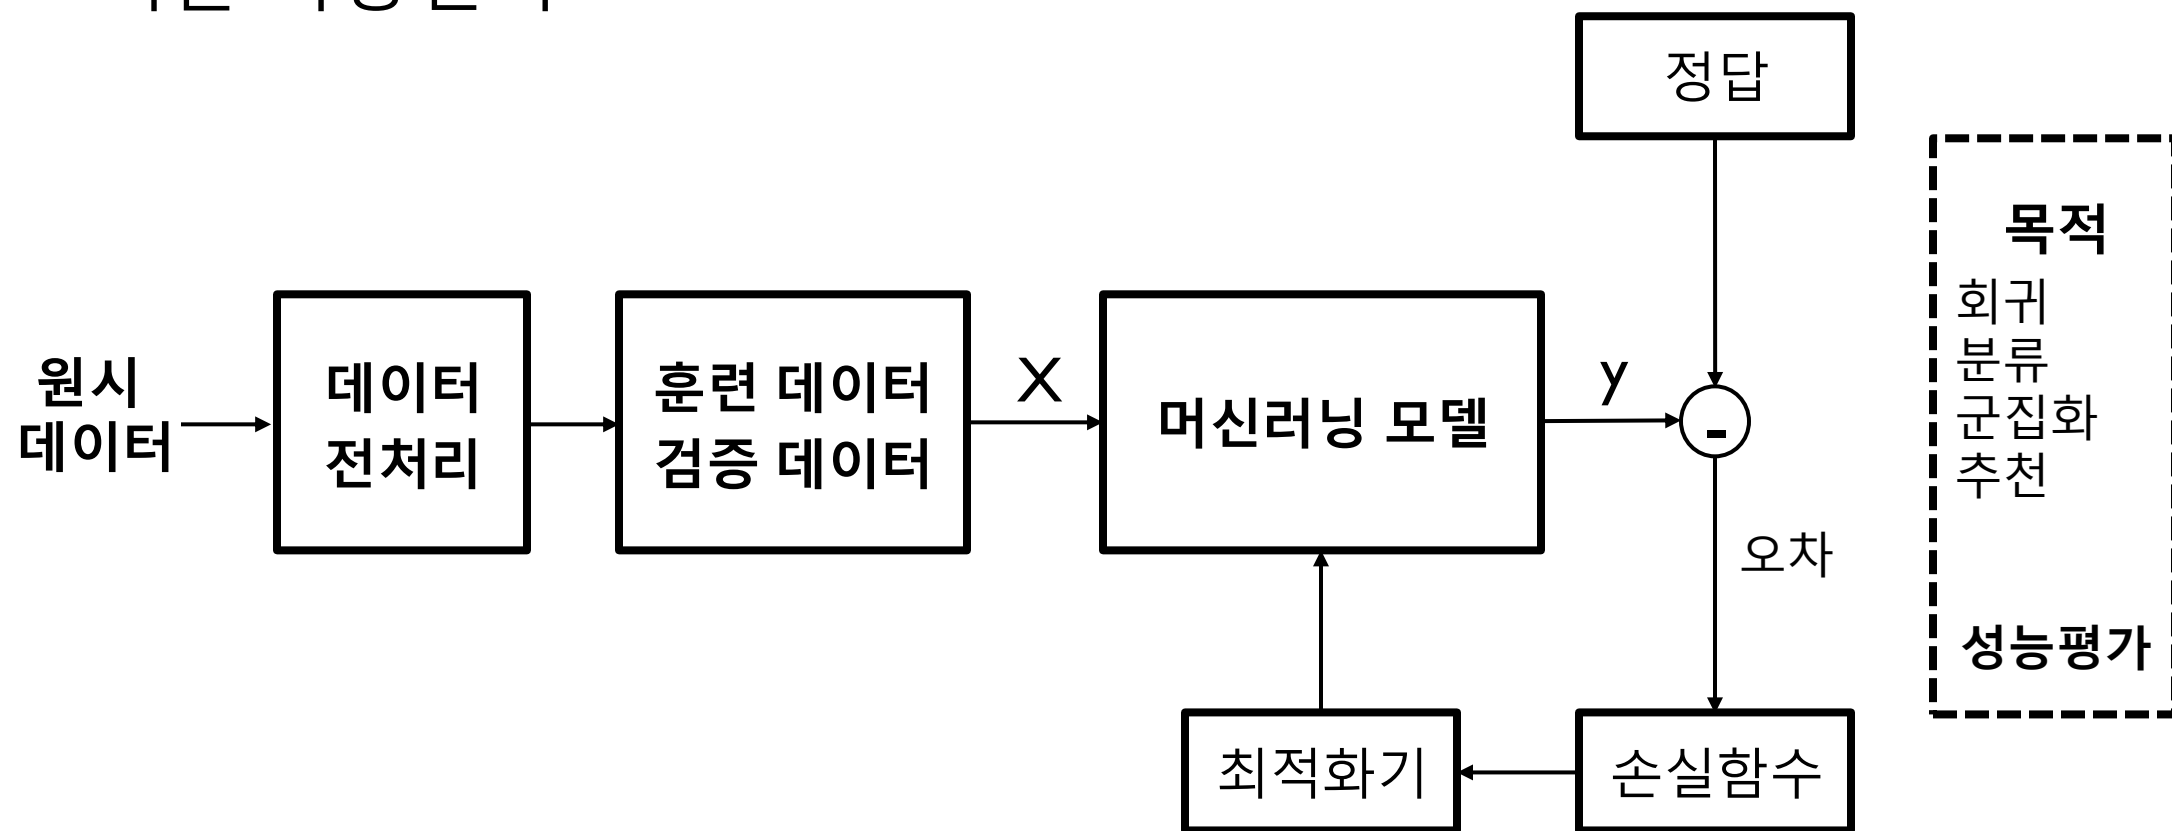 정답
원시
데이터
데이터
전처리
훈련 데이터
검증 데이터
X
머신러닝 모델
y
-
오차
최적화기
손실함수
목적
회귀
분류
군집화
추천
성능평가